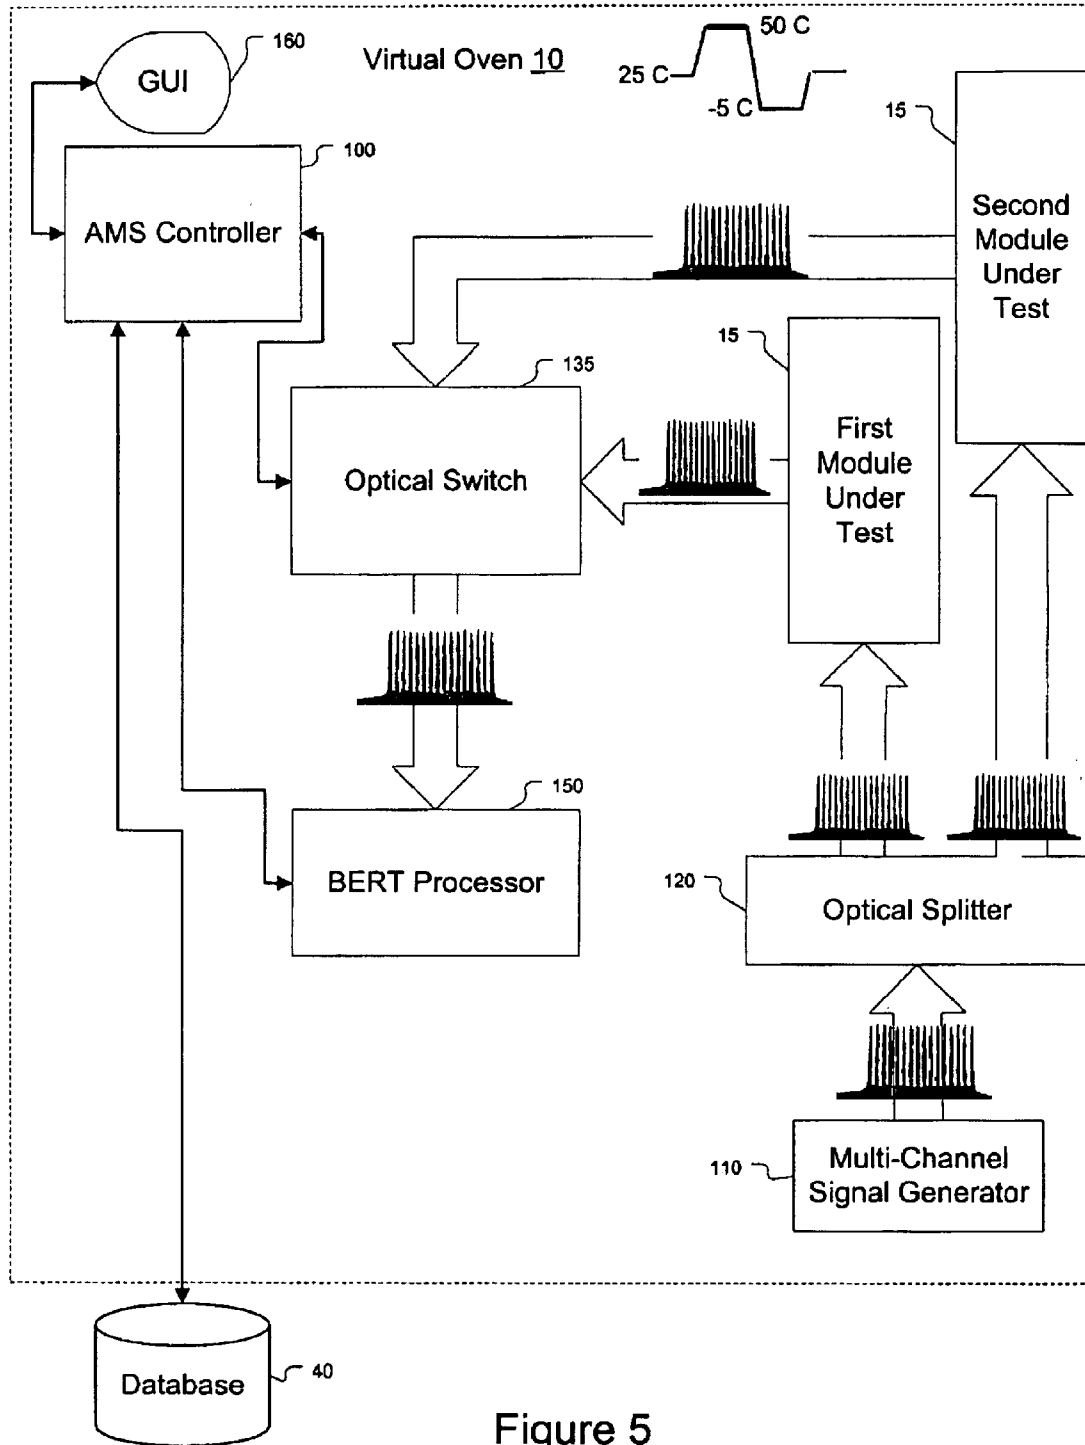 160
GUI
Virtual Oven 10
50 C
25 C
-5 C
15
100
AMS Controller
Second
Module
Under
Test
15
135
Optical Switch
First
Module
Under
Test
150
BERT Processor
120
Optical Splitter
110
Multi-Channel
Signal Generator
Database
40
Figure 5